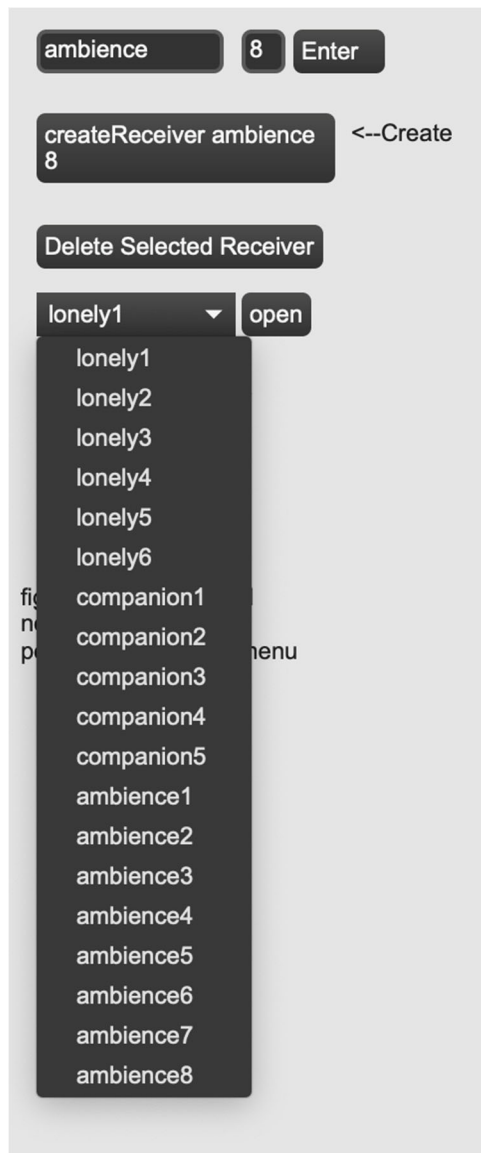 ambience 8 Enter
createReceiver ambience
8
<--Create
Delete Selected Receiver
lonely1 open
lonely1
lonely2
lonely3
lonely4
lonely5
lonely6
companion1
companion2
companion3
companion4
companion5
ambience1
ambience2
ambience3
ambience4
ambience5
ambience6
ambience7
ambience8